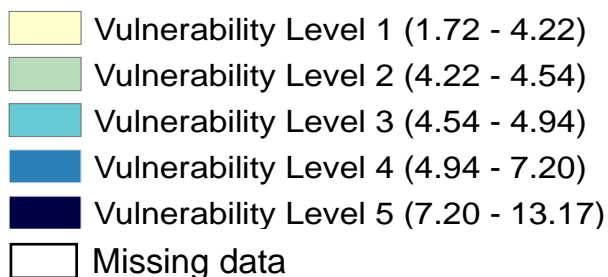 Vulnerability Level 1 (1.72 - 4.22)
Vulnerability Level 2 (4.22 - 4.54)
Vulnerability Level 3 (4.54 - 4.94)
Vulnerability Level 4 (4.94 - 7.20)
Vulnerability Level 5 (7.20 - 13.17)
Missing data